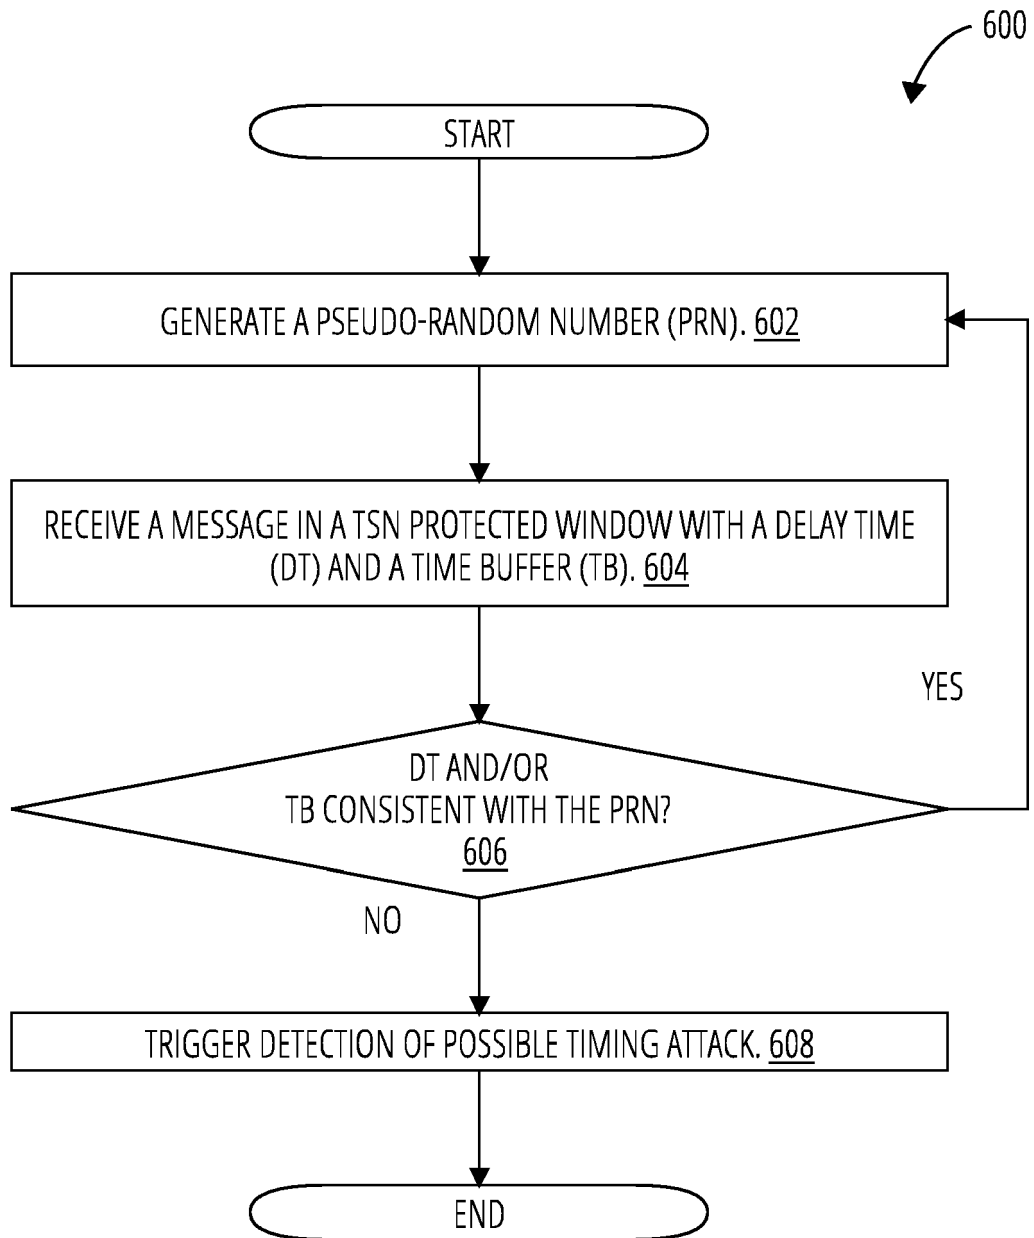 600
START
GENERATE A PSEUDO-RANDOM NUMBER (PRN). 602
RECEIVE A MESSAGE IN A TSN PROTECTED WINDOW WITH A DELAY TIME
(DT) AND A TIME BUFFER (TB). 604
YES
DT AND/OR
TB CONSISTENT WITH THE PRN?
606
NO
TRIGGER DETECTION OF POSSIBLE TIMING ATTACK. 608
END